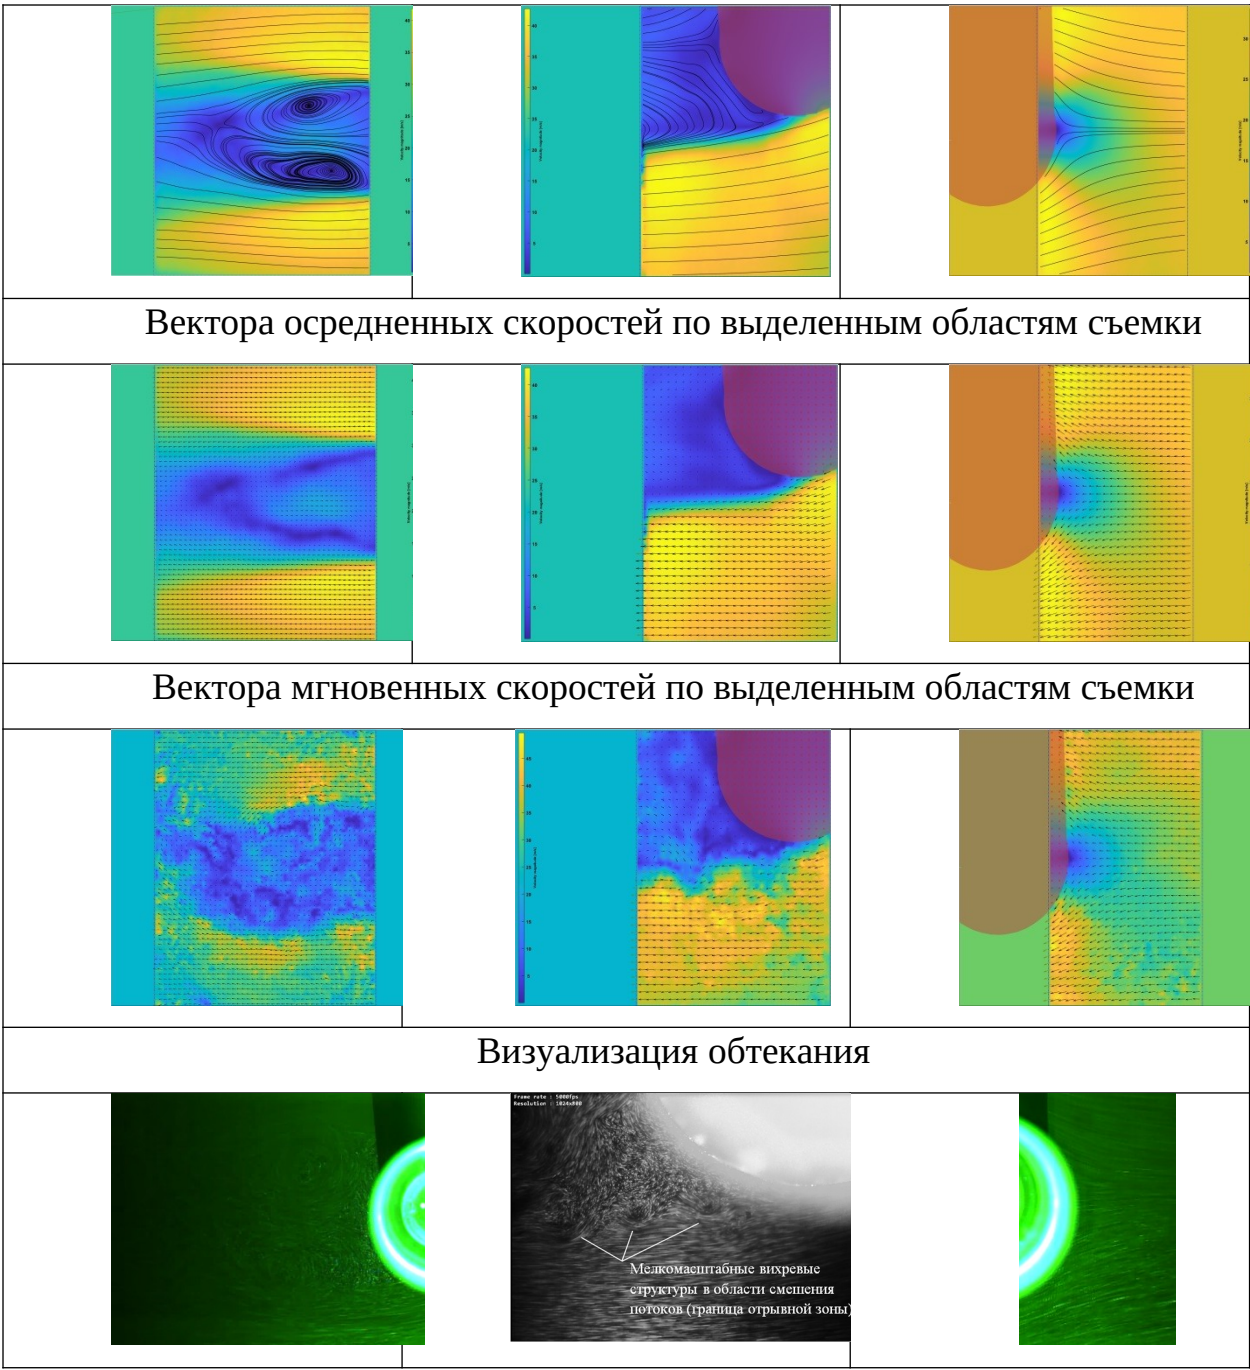 Вектора осредненных скоростей по выделенным областям съемки
Вектора мгновенных скоростей по выделенным областям съемки
Визуализация обтекания
Frame rate : 5000fps
Resolution : 1024x800
Мелкомасштабные вихревые
структуры в области смешения
потоков (граница отрывной зоны)